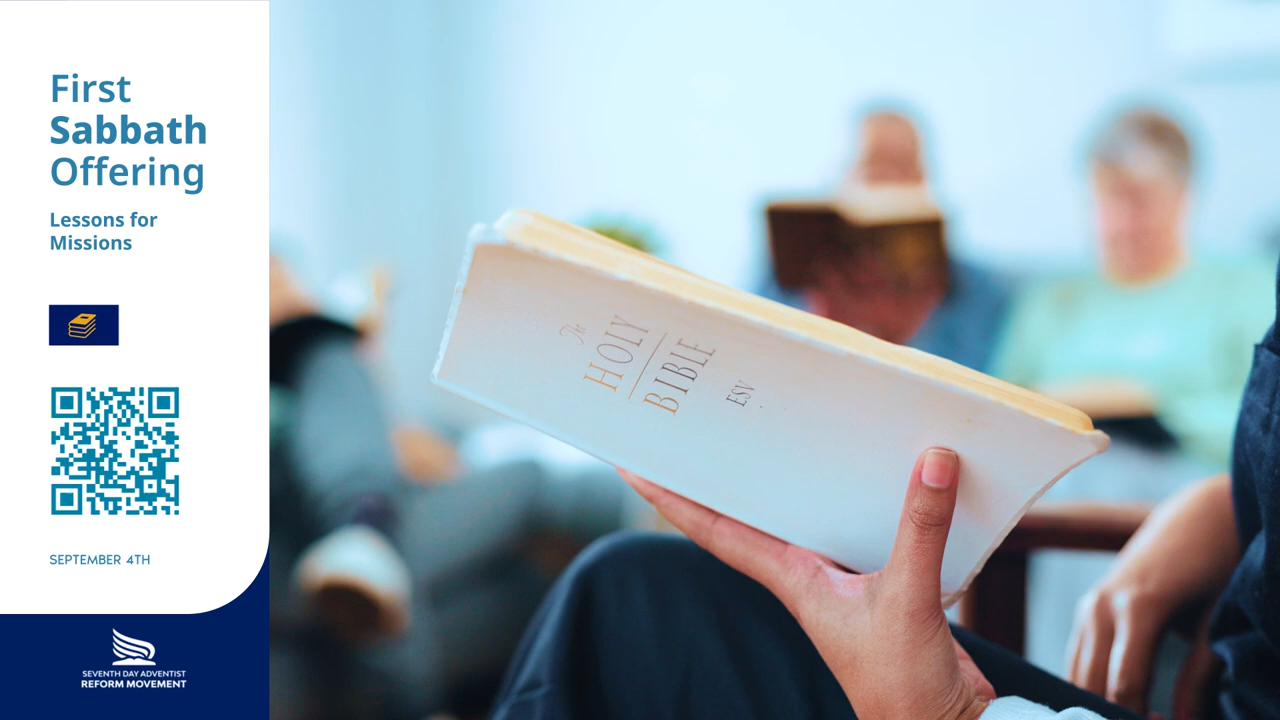 First
Sabbath
Offering
Lessons for
Missions
SEPTEMBER 4TH
SEVENTH DAY ADVENTIST
REFORM MOVEMENT
The
HOLY
BIBLE
ESV